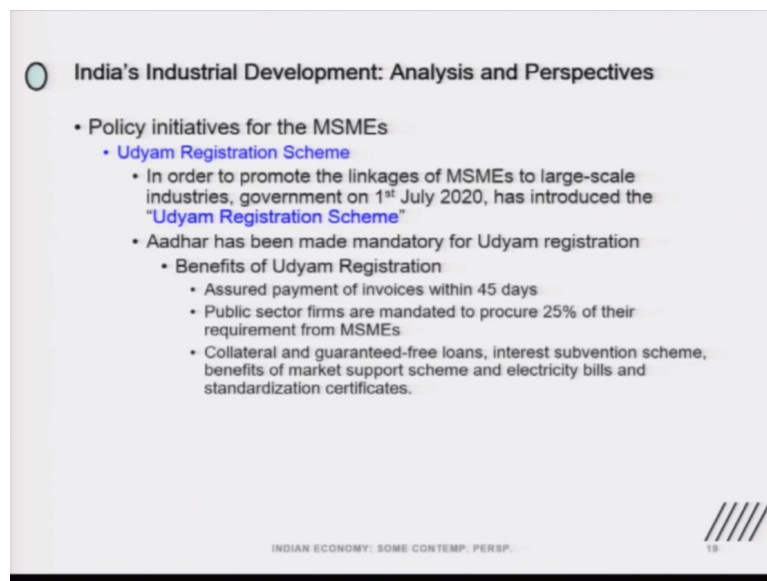 India's Industrial Development: Analysis and Perspectives
• Policy initiatives for the MSMEs
• Udyam Registration Scheme
• In order to promote the linkages of MSMEs to large-scale
industries, government on 1st July 2020, has introduced the
“Udyam Registration Scheme”
• Aadhar has been made mandatory for Udyam registration
• Benefits of Udyam Registration
• Assured payment of invoices within 45 days
• Public sector firms are mandated to procure 25% of their
requirement from MSMEs
• Collateral and guaranteed-free loans, interest subvention scheme,
benefits of market support scheme and electricity bills and
standardization certificates.
INDIAN ECONOMY: SOME CONTEMP. PERSP.
19